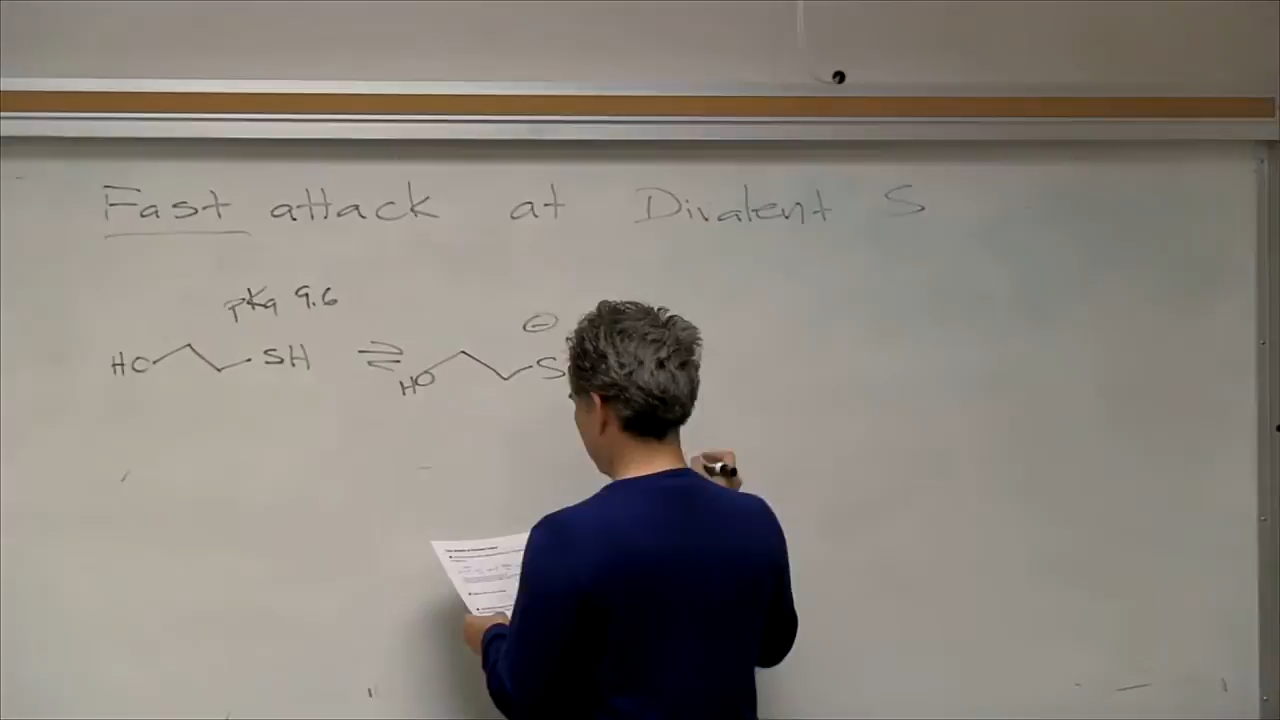 Fast attack at Divalent S
pKa 9.6
HO SH ⇌ HO S ⊖